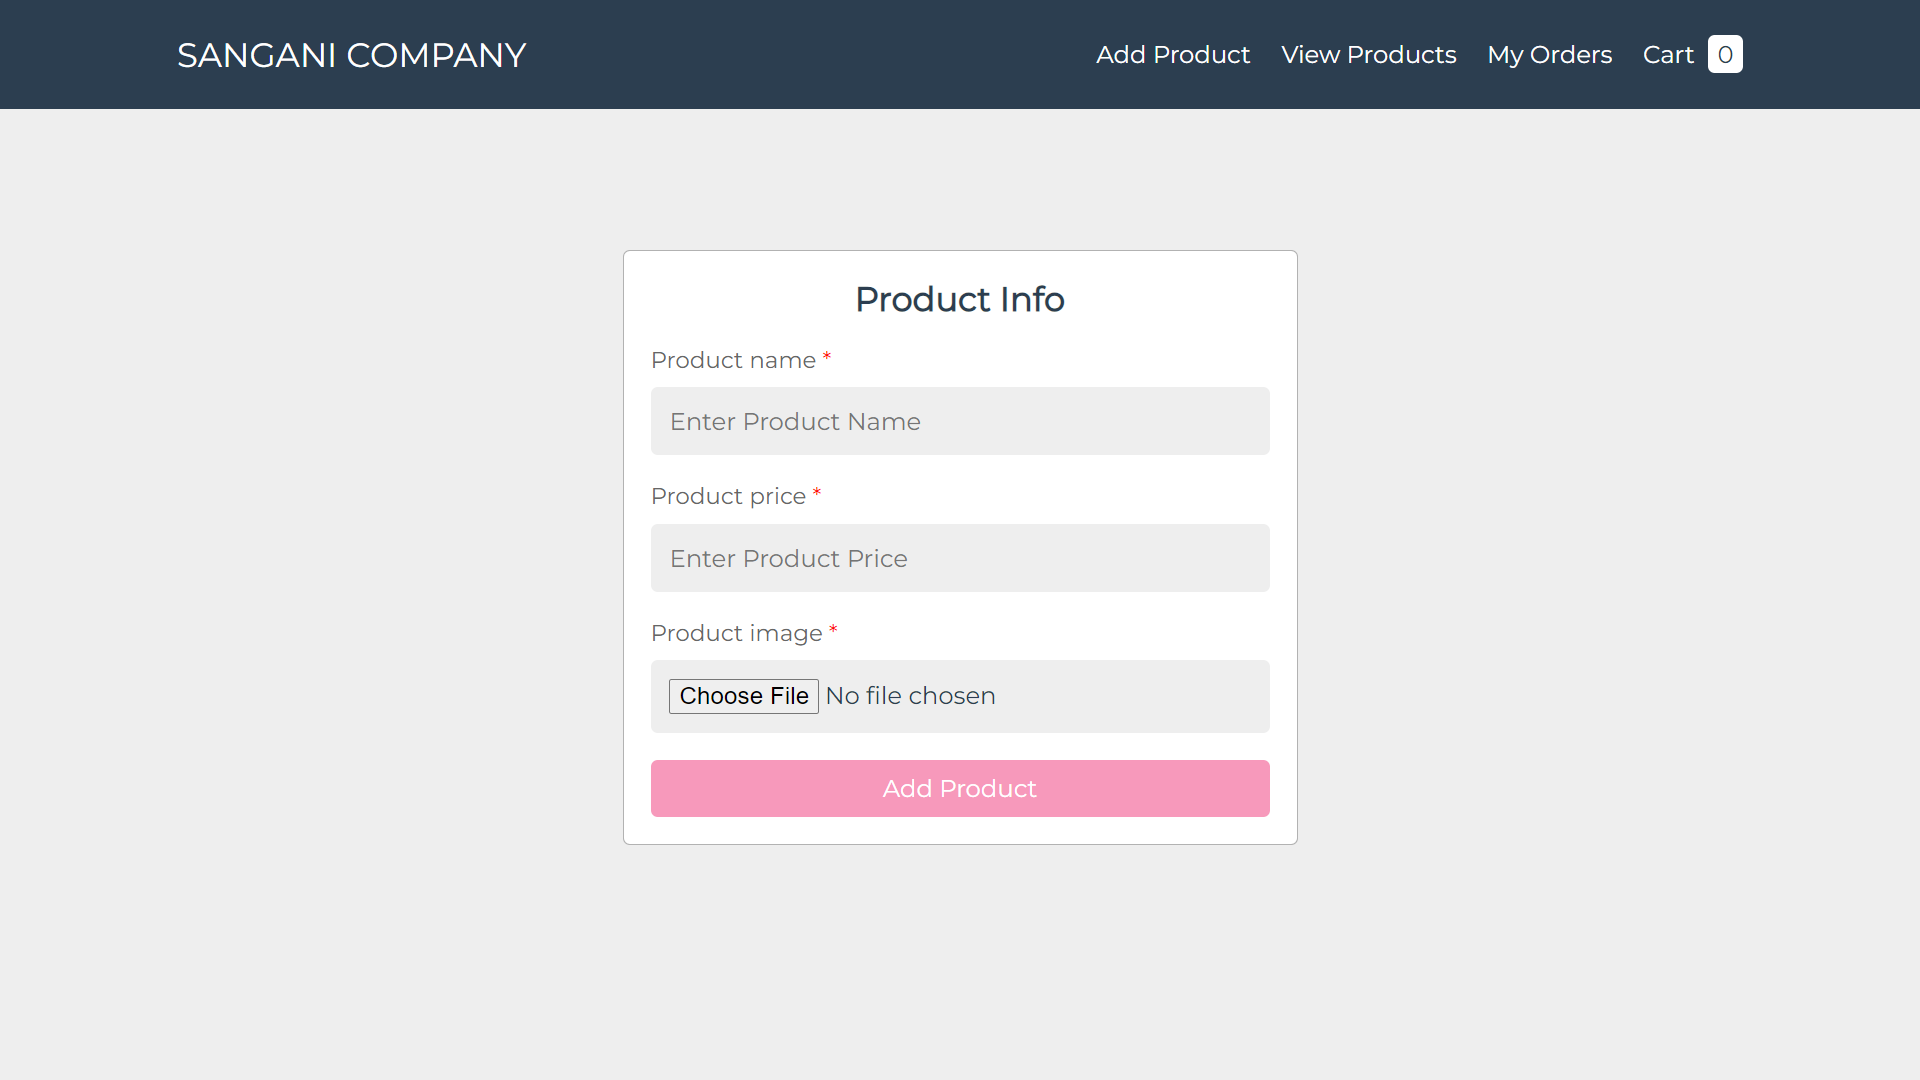 SANGANI COMPANY
Add Product View Products My Orders Cart 0
Product Info
Product name *
Enter Product Name
Product price *
Enter Product Price
Product image *
Choose File No file chosen
Add Product